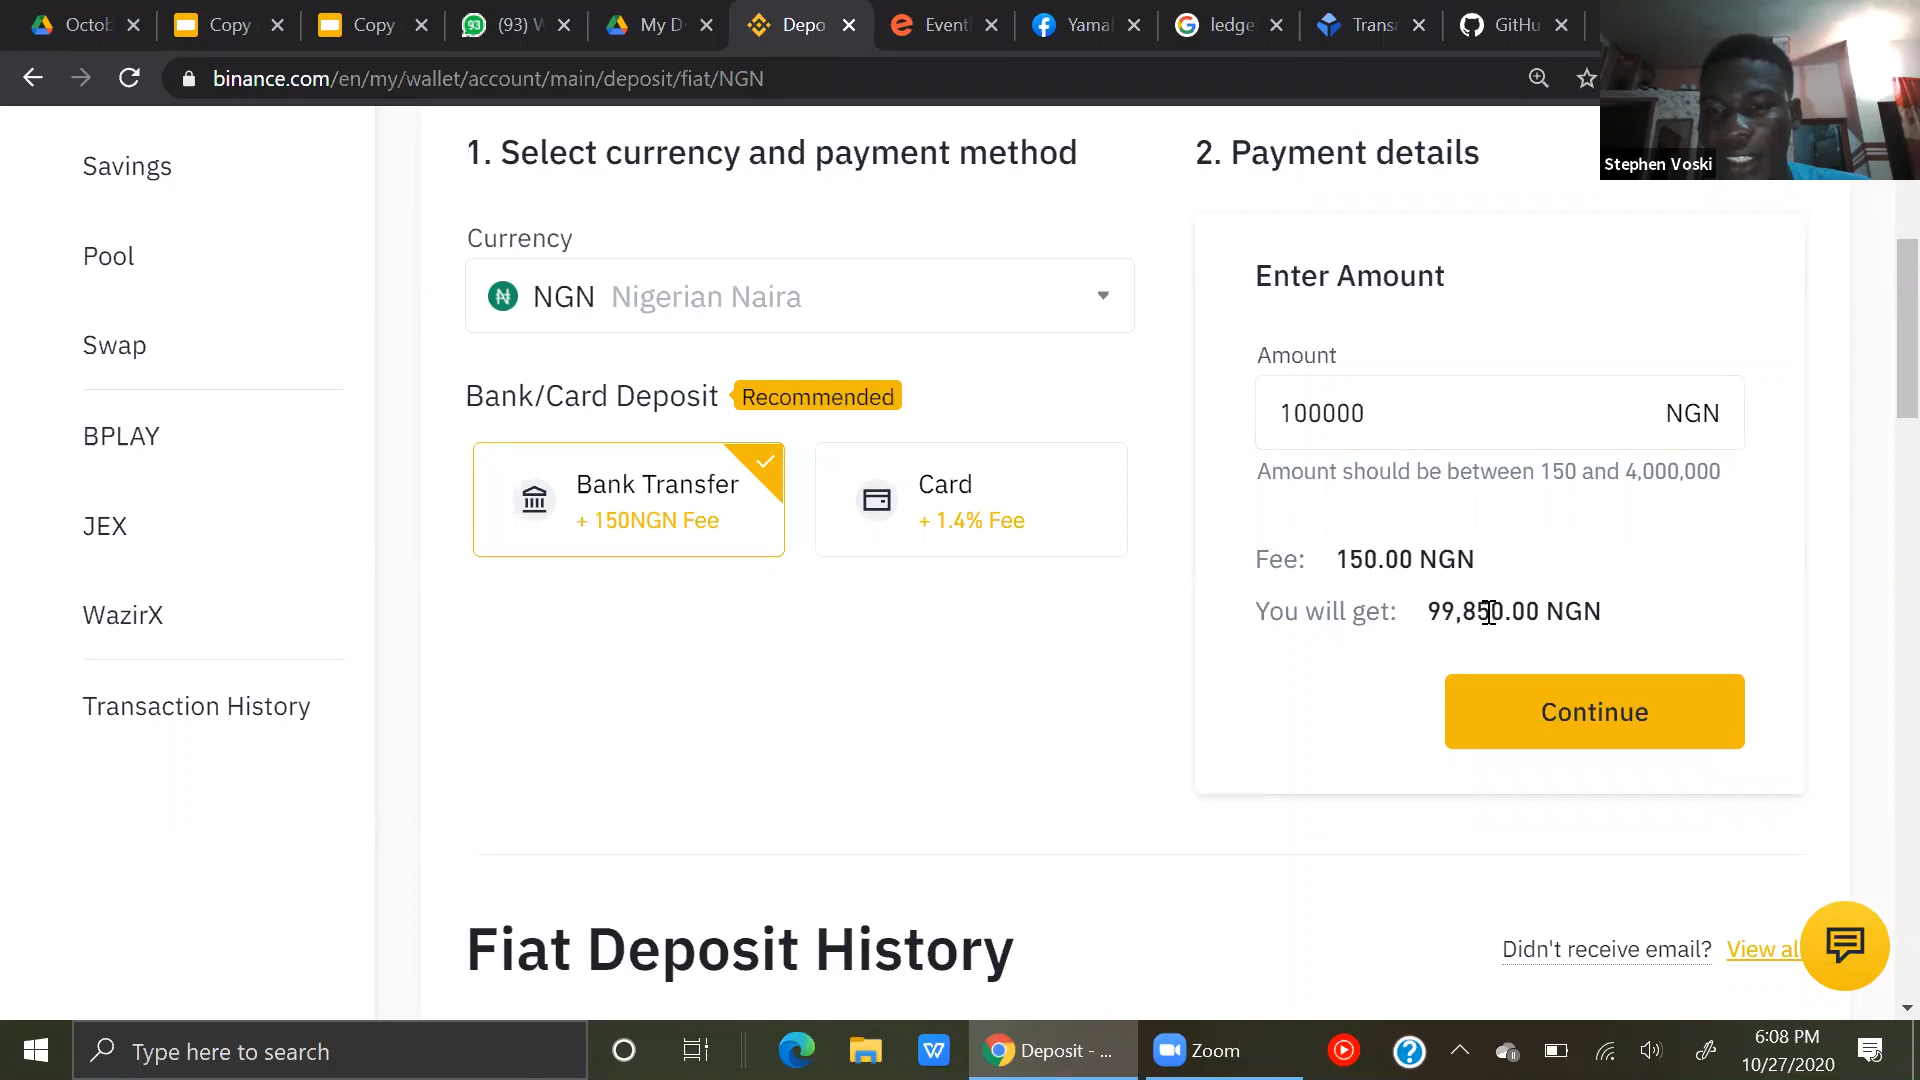 Octob
Copy
Copy
(93) W
My D
Depo
Event
Yamal
ledge
Trans
GitHu
binance.com/en/my/wallet/account/main/deposit/fiat/NGN
Stephen Voski
Savings
Pool
Swap
BPLAY
JEX
WazirX
Transaction History
1. Select currency and payment method
Currency
NGN Nigerian Naira
Bank/Card Deposit Recommended
Bank Transfer
+ 150NGN Fee
Card
+ 1.4% Fee
2. Payment details
Enter Amount
Amount
100000 NGN
Amount should be between 150 and 4,000,000
Fee: 150.00 NGN
You will get: 99,850.00 NGN
Continue
Fiat Deposit History
Didn't receive email? View al
Type here to search
Deposit - ...
Zoom
6:08 PM
10/27/2020